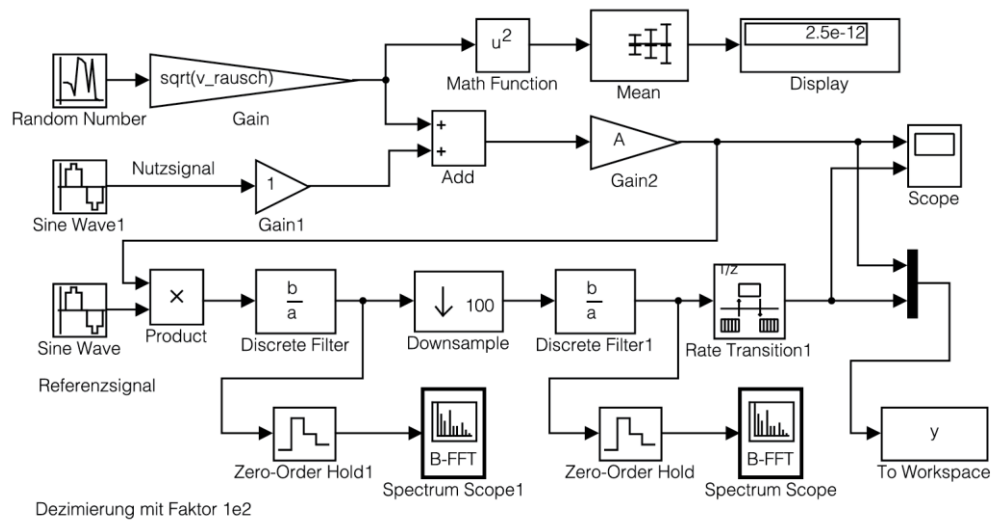 Random Number
sqrt(v_rausch)
Gain
u²
Math Function
Mean
2.5e-12
Display
Nutzsignal
Sine Wave1
1
Gain1
+
+
Add
A
Gain2
Scope
Sine Wave
Referenzsignal
×
Product
b
a
Discrete Filter
↓ 100
Downsample
b
a
Discrete Filter1
1/z
Rate Transition1
Zero-Order Hold1
B-FFT
Spectrum Scope1
Zero-Order Hold
B-FFT
Spectrum Scope
y
To Workspace
Dezimierung mit Faktor 1e2